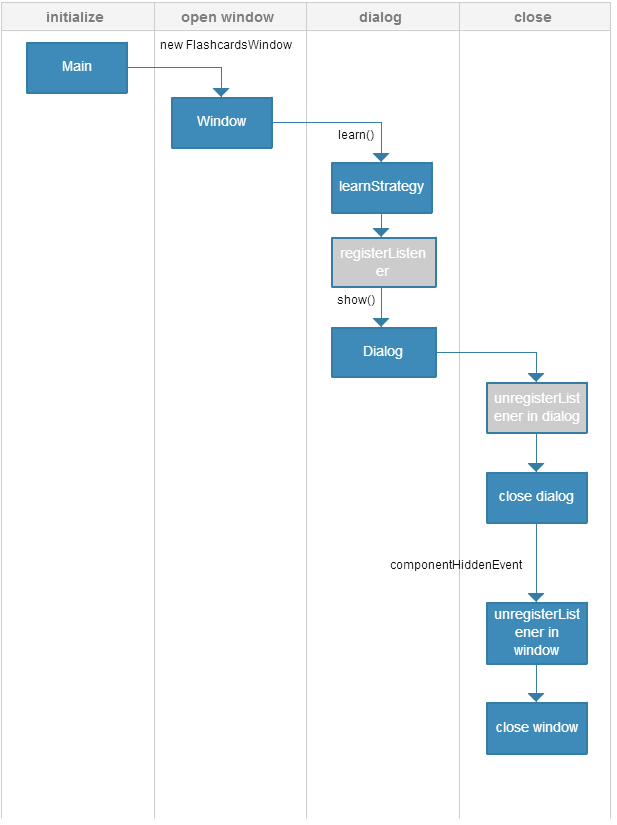 initialize
open window
dialog
close
new FlashcardsWindow
Main
Window
learn()
learnStrategy
registerListen
er
show()
Dialog
unregisterList
ener in dialog
close dialog
componentHiddenEvent
unregisterList
ener in
window
close window